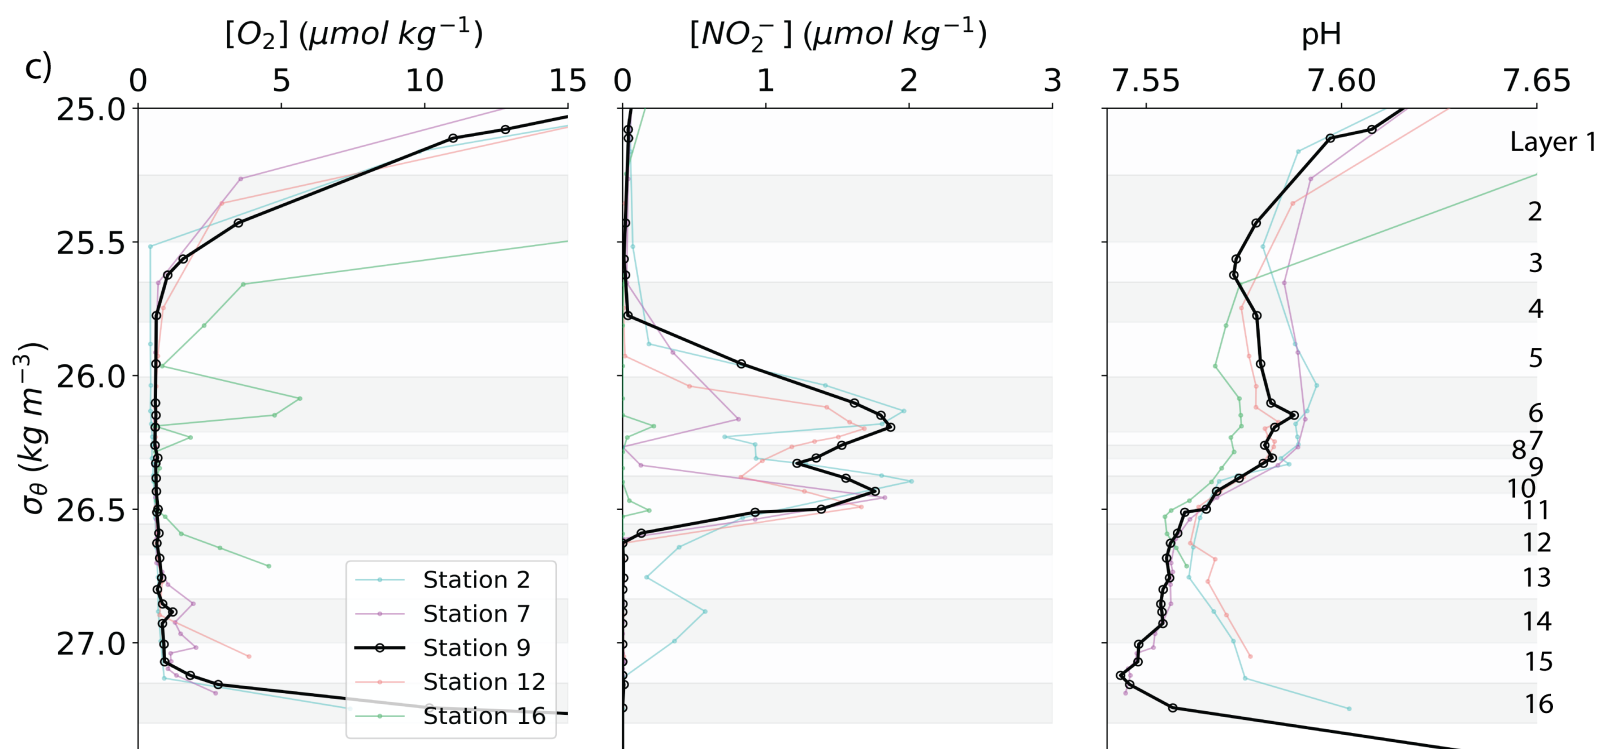 c)
[O₂] (μmol kg⁻¹)
[NO₂⁻] (μmol kg⁻¹)
pH
0 5 10 15
0 1 2 3
7.55 7.60 7.65
σθ (kg m⁻³)
25.0
25.5
26.0
26.5
27.0
Layer 1
2
3
4
5
6
7
8
9
10
11
12
13
14
15
16
Station 2
Station 7
Station 9
Station 12
Station 16